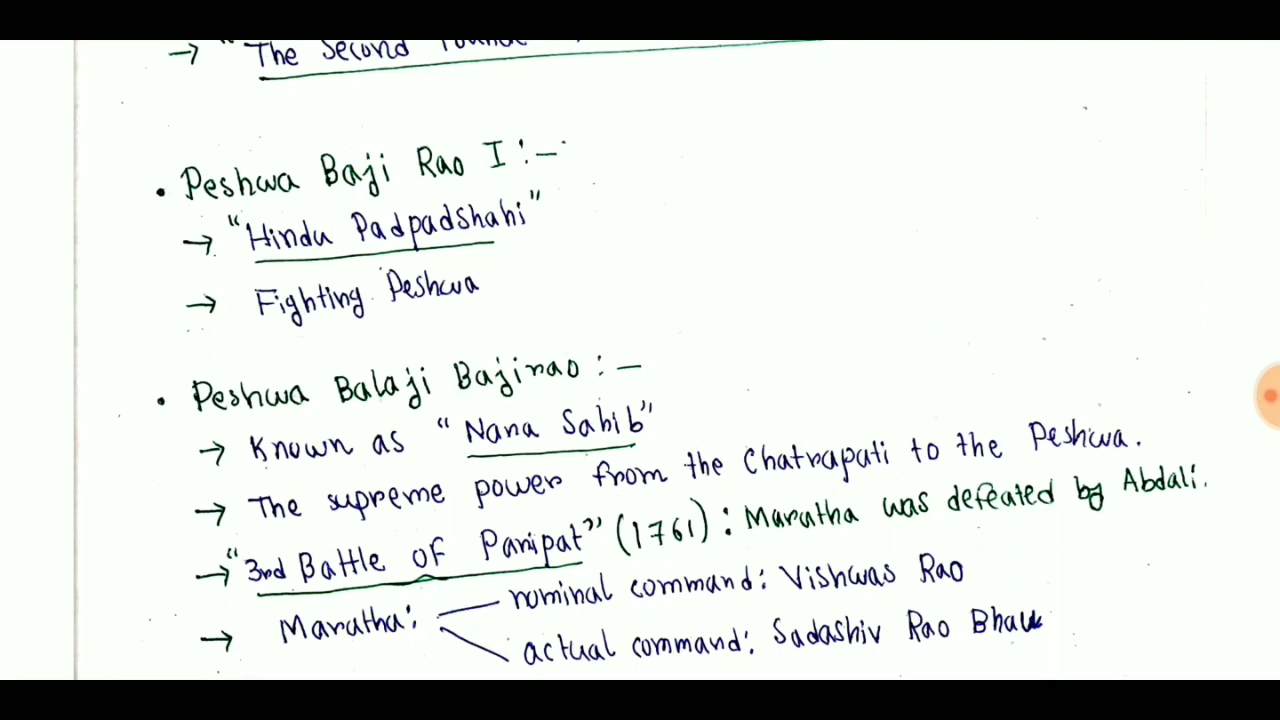 → "The Second
• Peshwa Baji Rao I :-
→ "Hindu Padpadshahi"
→ Fighting Peshwa
• Peshwa Balaji Bajirao :-
→ Known as "Nana Sahib"
→ The supreme power from the Chatrapati to the Peshwa.
→ "3rd Battle of Panipat" (1761) : Maratha was defeated by Abdali.
→ Maratha: nominal command: Vishwas Rao
actual command: Sadashiv Rao Bhau